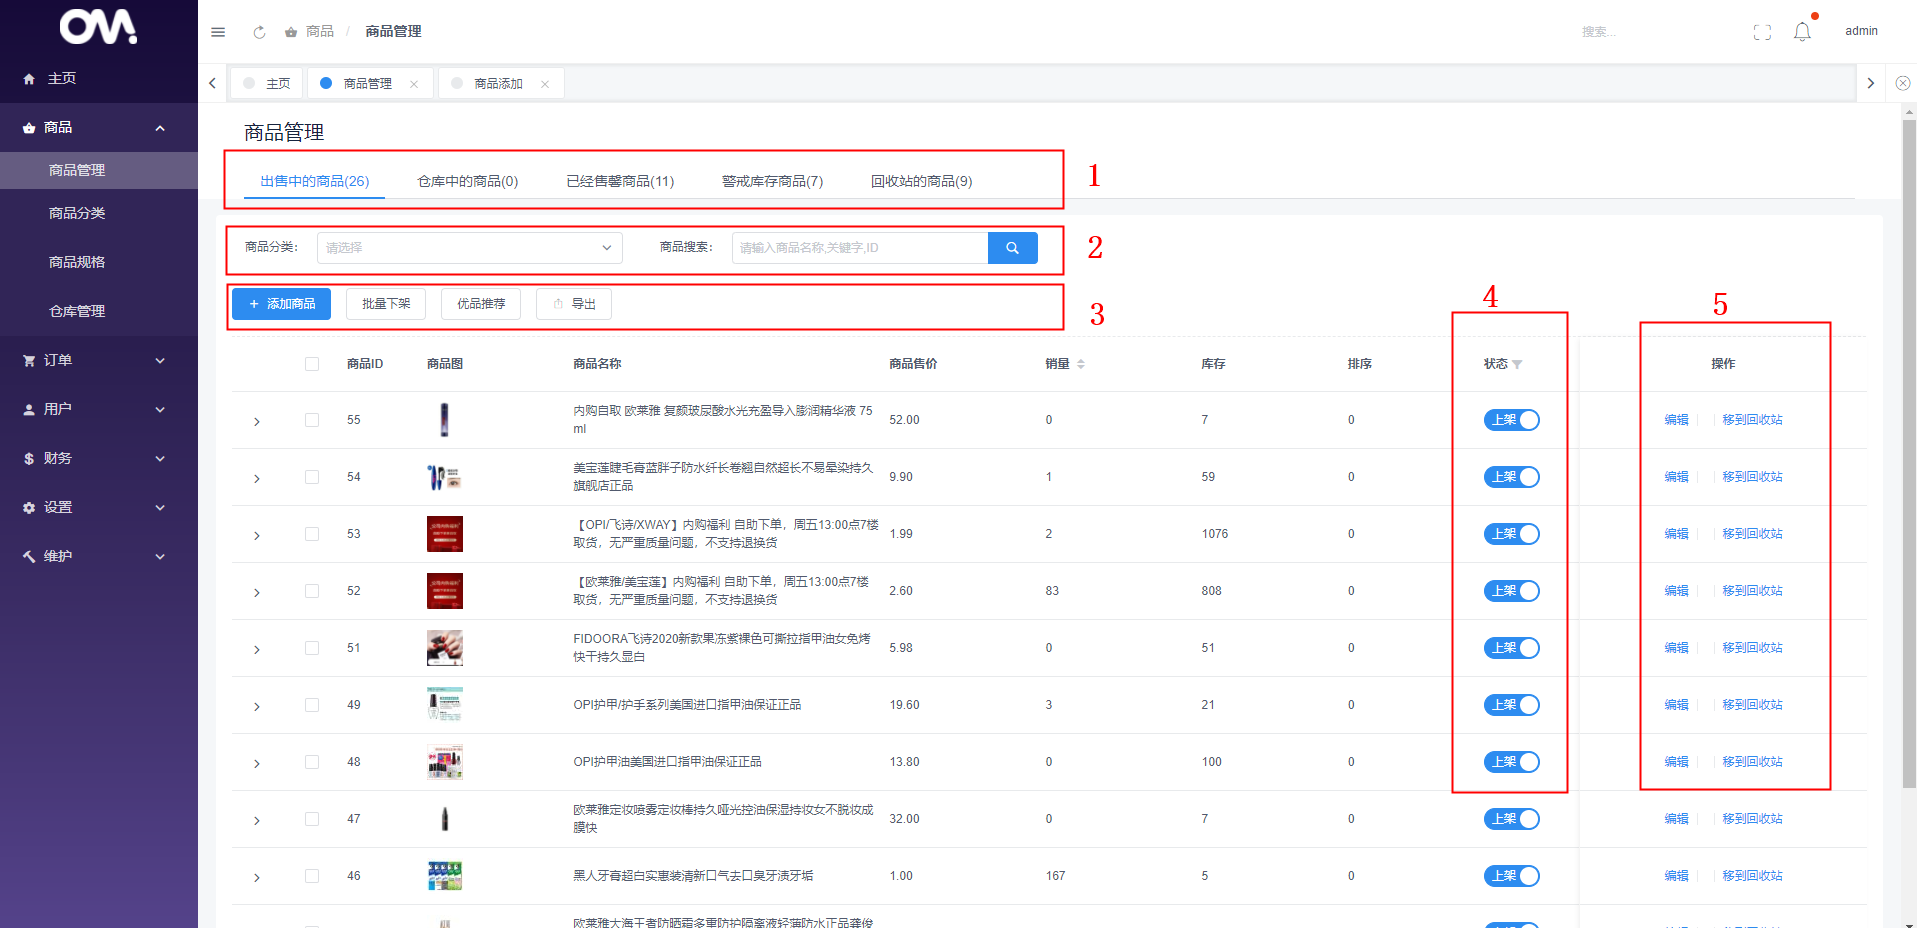 OM.
主页
商品
商品管理
商品分类
商品规格
仓库管理
订单
用户
财务
设置
维护
商品 / 商品管理
搜索...
admin
主页
商品管理
商品添加
商品管理
出售中的商品(26)
仓库中的商品(0)
已经售馨商品(11)
警戒库存商品(7)
回收站的商品(9)
1
商品分类：
请选择
商品搜索：
请输入商品名称,关键字,ID
2
+ 添加商品
批量下架
优品推荐
导出
3
4
5
商品ID 商品图 商品名称 商品售价 销量 库存 排序 状态 操作
55 内购自取 欧莱雅 复颜玻尿酸水光充盈导入膨润精华液 75 52.00 0 7 0 上架 编辑 移到回收站
ml
54 美宝莲睫毛膏蓝胖子防水纤长卷翘自然超长不易晕染持久 9.90 1 59 0 上架 编辑 移到回收站
旗舰店正品
53 【OPI/飞诗/XWAY】内购福利 自助下单，周五13:00点7楼 1.99 2 1076 0 上架 编辑 移到回收站
取货，无严重质量问题，不支持退换货
52 【欧莱雅/美宝莲】内购福利 自助下单，周五13:00点7楼 2.60 83 808 0 上架 编辑 移到回收站
取货，无严重质量问题，不支持退换货
51 FIDOORA飞诗2020新款果冻紫裸色可撕拉指甲油女免烤 5.98 0 51 0 上架 编辑 移到回收站
快干持久显白
49 OPI护甲/护手系列美国进口指甲油保证正品 19.60 3 21 0 上架 编辑 移到回收站
48 OPI护甲油美国进口指甲油保证正品 13.80 0 100 0 上架 编辑 移到回收站
47 欧莱雅定妆喷雾定妆棒持久哑光控油保湿持妆女不脱妆成 32.00 0 7 0 上架 编辑 移到回收站
膜快
46 黑人牙膏超白实惠装清新口气去口臭牙渍牙垢 1.00 167 5 0 上架 编辑 移到回收站
欧莱雅大海王者防晒霜多重防护隔离液轻薄防水正品龚俊